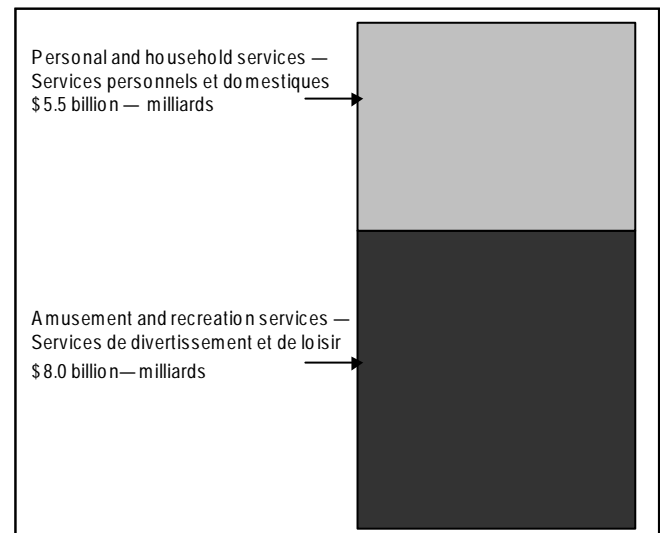 Personal and household services —
Services personnels et domestiques
$5.5 billion — milliards
Amusement and recreation services —
Services de divertissement et de loisir
$8.0 billion—milliards